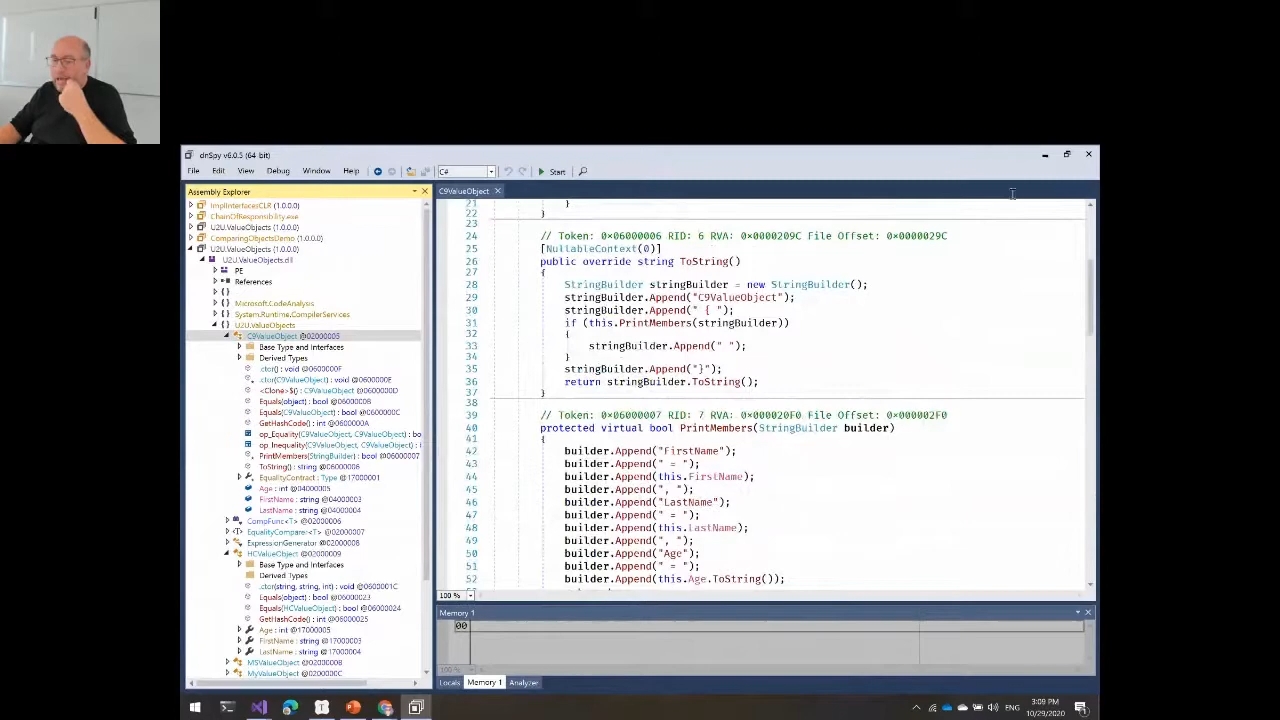 dnSpy v6.0.5 (64-bit)
File Edit View Debug Window Help C# Start
Assembly Explorer
ImplInterfacesCLR (1.0.0.0)
ChainOfResponsibility.exe
U2U.ValueObjects (1.0.0.0)
ComparingObjectsDemo (1.0.0.0)
U2U.ValueObjects (1.0.0.0)
U2U.ValueObjects.dll
PE
References
{ }
Microsoft.CodeAnalysis
System.Runtime.CompilerServices
{ } U2U.ValueObjects
C9ValueObject @02000005
Base Type and Interfaces
Derived Types
.ctor() : void @0600000F
.ctor(C9ValueObject) : void @0600000E
<Clone>$() : C9ValueObject @0600000D
Equals(object) : bool @0600000B
Equals(C9ValueObject) : bool @0600000C
GetHashCode() : int @0600000A
op_Equality(C9ValueObject, C9ValueObject) : bo
op_Inequality(C9ValueObject, C9ValueObject) : b
PrintMembers(StringBuilder) : bool @06000007
ToString() : string @06000006
EqualityContract : Type @17000001
Age : int @04000005
FirstName : string @04000003
LastName : string @04000004
CompFunc<T> @02000006
EqualityComparer<T> @02000007
ExpressionGenerator @02000008
HCValueObject @02000009
Base Type and Interfaces
Derived Types
.ctor(string, string, int) : void @0600001C
Equals(object) : bool @06000023
Equals(HCValueObject) : bool @06000024
GetHashCode() : int @06000025
Age : int @17000005
FirstName : string @17000003
LastName : string @17000004
MSValueObject @0200000B
MyValueObject @0200000C
C9ValueObject
21 }
22 }
23
24 // Token: 0x06000006 RID: 6 RVA: 0x0000209C File Offset: 0x0000029C
25 [NullableContext(0)]
26 public override string ToString()
27 {
28 StringBuilder stringBuilder = new StringBuilder();
29 stringBuilder.Append("C9ValueObject");
30 stringBuilder.Append(" { ");
31 if (this.PrintMembers(stringBuilder))
32 {
33 stringBuilder.Append(" ");
34 }
35 stringBuilder.Append("}");
36 return stringBuilder.ToString();
37 }
38
39 // Token: 0x06000007 RID: 7 RVA: 0x000020F0 File Offset: 0x000002F0
40 protected virtual bool PrintMembers(StringBuilder builder)
41 {
42 builder.Append("FirstName");
43 builder.Append(" = ");
44 builder.Append(this.FirstName);
45 builder.Append(", ");
46 builder.Append("LastName");
47 builder.Append(" = ");
48 builder.Append(this.LastName);
49 builder.Append(", ");
50 builder.Append("Age");
51 builder.Append(" = ");
52 builder.Append(this.Age.ToString());
100 %
Memory 1
00
100 %
Locals Memory 1 Analyzer
ENG
3:09 PM
10/29/2020